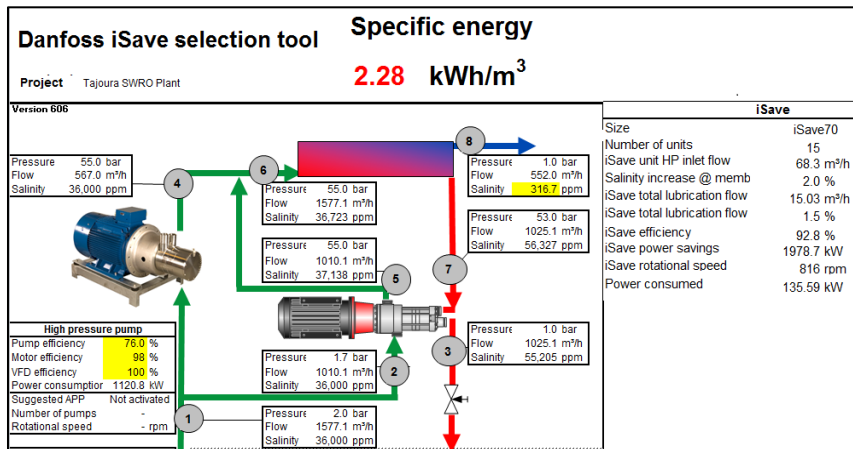 Danfoss iSave selection tool
Specific energy
Project Tajoura SWRO Plant
2.28 kWh/m³
Version 606
8
6
Pressure 55.0 bar
Flow 567.0 m³/h
Salinity 36,000 ppm
4
Pressure 55.0 bar
Flow 1577.1 m³/h
Salinity 36,723 ppm
Pressure 1.0 bar
Flow 552.0 m³/h
Salinity 316.7 ppm
Pressure 53.0 bar
Flow 1025.1 m³/h
Salinity 56,327 ppm
7
Pressure 55.0 bar
Flow 1010.1 m³/h
Salinity 37,138 ppm
5
High pressure pump
Pump efficiency 76.0 %
Motor efficiency 98 %
VFD efficiency 100 %
Power consumptior 1120.8 kW
Suggested APP Not activated
Number of pumps -
Rotational speed - rpm
Pressure 1.7 bar
Flow 1010.1 m³/h
Salinity 36,000 ppm
2
Pressure 1.0 bar
Flow 1025.1 m³/h
Salinity 55,205 ppm
3
1
Pressure 2.0 bar
Flow 1577.1 m³/h
Salinity 36,000 ppm
iSave
Size iSave70
Number of units 15
iSave unit HP inlet flow 68.3 m³/h
Salinity increase @ memb 2.0 %
iSave total lubrication flow 15.03 m³/h
iSave total lubrication flow 1.5 %
iSave efficiency 92.8 %
iSave power savings 1978.7 kW
iSave rotational speed 816 rpm
Power consumed 135.59 kW